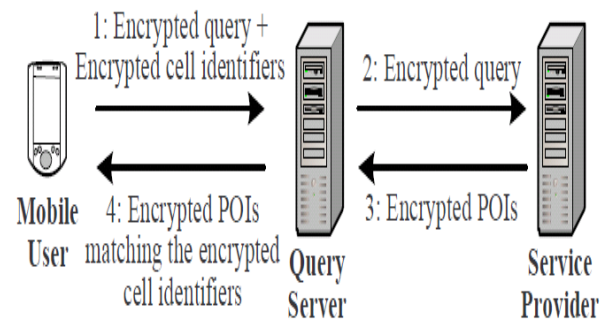 1: Encrypted query +
Encrypted cell identifiers
2: Encrypted query
3: Encrypted POIs
4: Encrypted POIs
matching the encrypted
cell identifiers
Mobile
User
Query
Server
Service
Provider